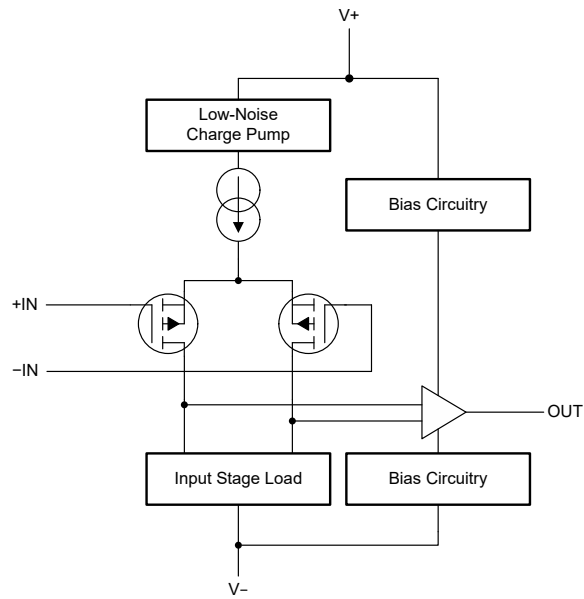 V+
Low-Noise
Charge Pump
Bias Circuitry
+IN
−IN
OUT
Input Stage Load
Bias Circuitry
V−